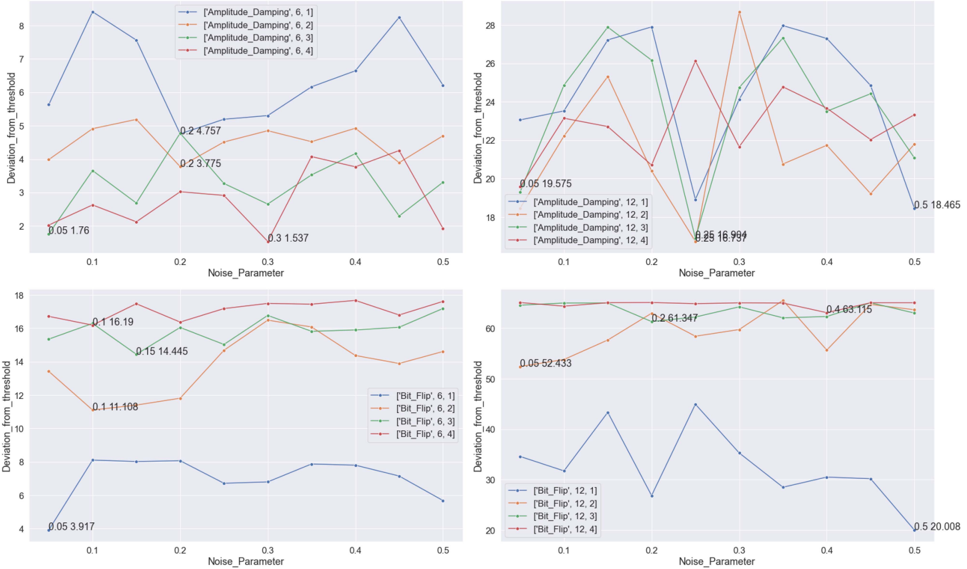 ['Amplitude_Damping', 6, 1]
['Amplitude_Damping', 6, 2]
['Amplitude_Damping', 6, 3]
['Amplitude_Damping', 6, 4]
8
7
6
5
4
3
2
0.2 4.757
0.2 3.775
0.05 1.76
0.3 1.537
0.1 0.2 0.3 0.4 0.5
Deviation_from_threshold
Noise_Parameter
28
26
24
22
20
18
0.05 19.575
['Amplitude_Damping', 12, 1]
['Amplitude_Damping', 12, 2]
['Amplitude_Damping', 12, 3]
['Amplitude_Damping', 12, 4]
0.5 18.465
0.25 16.904
0.25 16.737
0.1 0.2 0.3 0.4 0.5
Deviation_from_threshold
Noise_Parameter
18
16
14
12
10
8
6
4
0.1 16.19
0.15 14.445
0.1 11.108
['Bit_Flip', 6, 1]
['Bit_Flip', 6, 2]
['Bit_Flip', 6, 3]
['Bit_Flip', 6, 4]
0.05 3.917
0.1 0.2 0.3 0.4 0.5
Deviation_from_threshold
Noise_Parameter
60
50
40
30
20
0.2 61.347
0.4 63.115
0.05 52.433
['Bit_Flip', 12, 1]
['Bit_Flip', 12, 2]
['Bit_Flip', 12, 3]
['Bit_Flip', 12, 4]
0.5 20.008
0.1 0.2 0.3 0.4 0.5
Deviation_from_threshold
Noise_Parameter